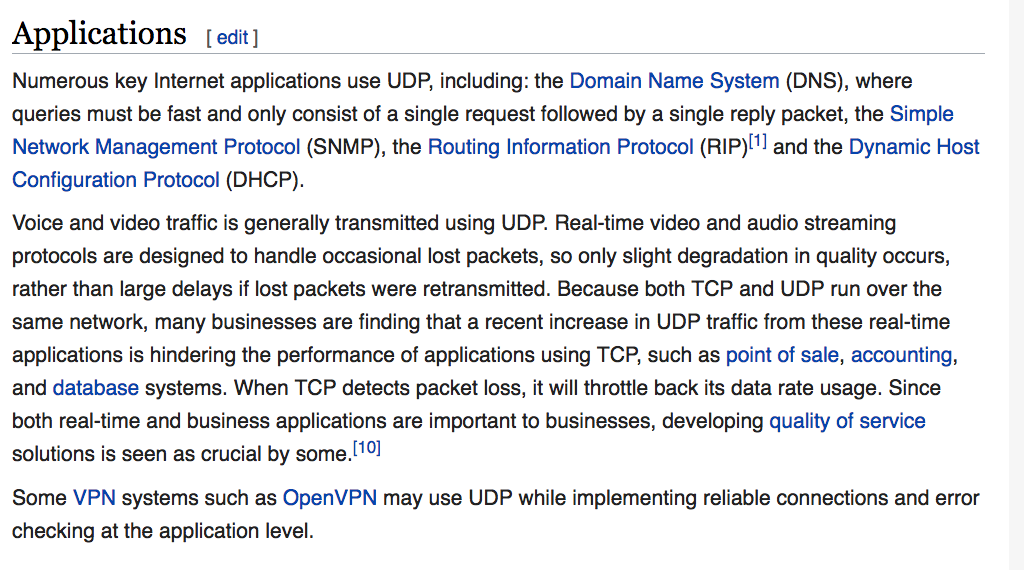 Applications [ edit ]
Numerous key Internet applications use UDP, including: the Domain Name System (DNS), where
queries must be fast and only consist of a single request followed by a single reply packet, the Simple
Network Management Protocol (SNMP), the Routing Information Protocol (RIP)[1] and the Dynamic Host
Configuration Protocol (DHCP).
Voice and video traffic is generally transmitted using UDP. Real-time video and audio streaming
protocols are designed to handle occasional lost packets, so only slight degradation in quality occurs,
rather than large delays if lost packets were retransmitted. Because both TCP and UDP run over the
same network, many businesses are finding that a recent increase in UDP traffic from these real-time
applications is hindering the performance of applications using TCP, such as point of sale, accounting,
and database systems. When TCP detects packet loss, it will throttle back its data rate usage. Since
both real-time and business applications are important to businesses, developing quality of service
solutions is seen as crucial by some.[10]
Some VPN systems such as OpenVPN may use UDP while implementing reliable connections and error
checking at the application level.